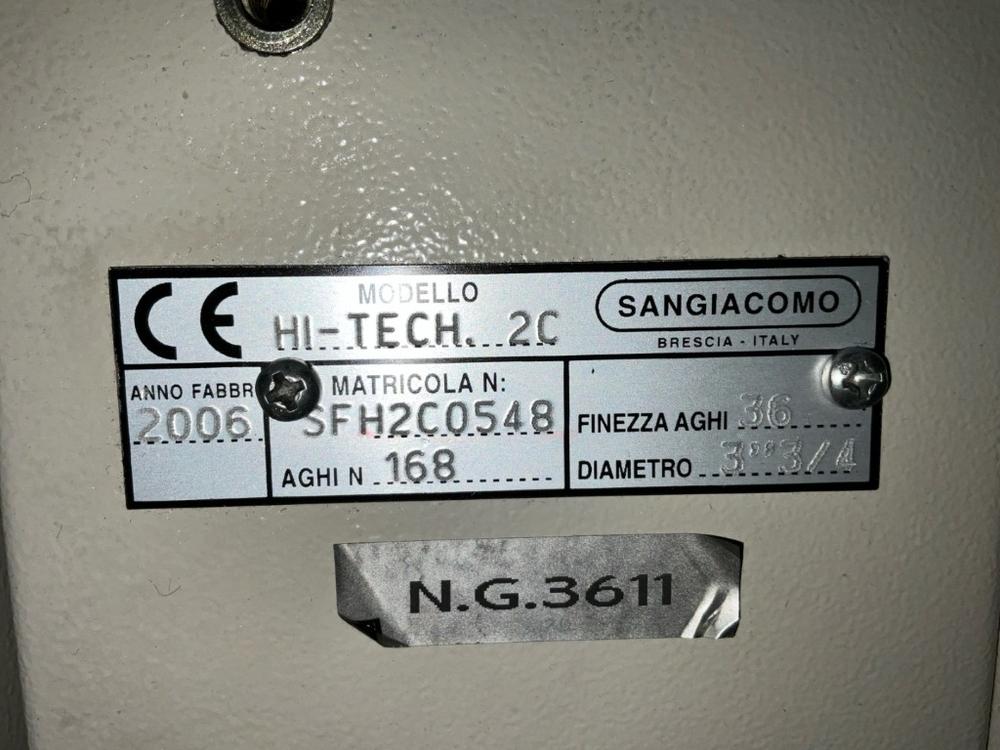 CE
MODELLO
HI-TECH. 2C
SANGIACOMO
BRESCIA - ITALY
ANNO FABBR
2006
MATRICOLA N:
SFH2C0548
AGHI N 168
FINEZZA AGHI 36
DIAMETRO 3"3/4
N.G.3611